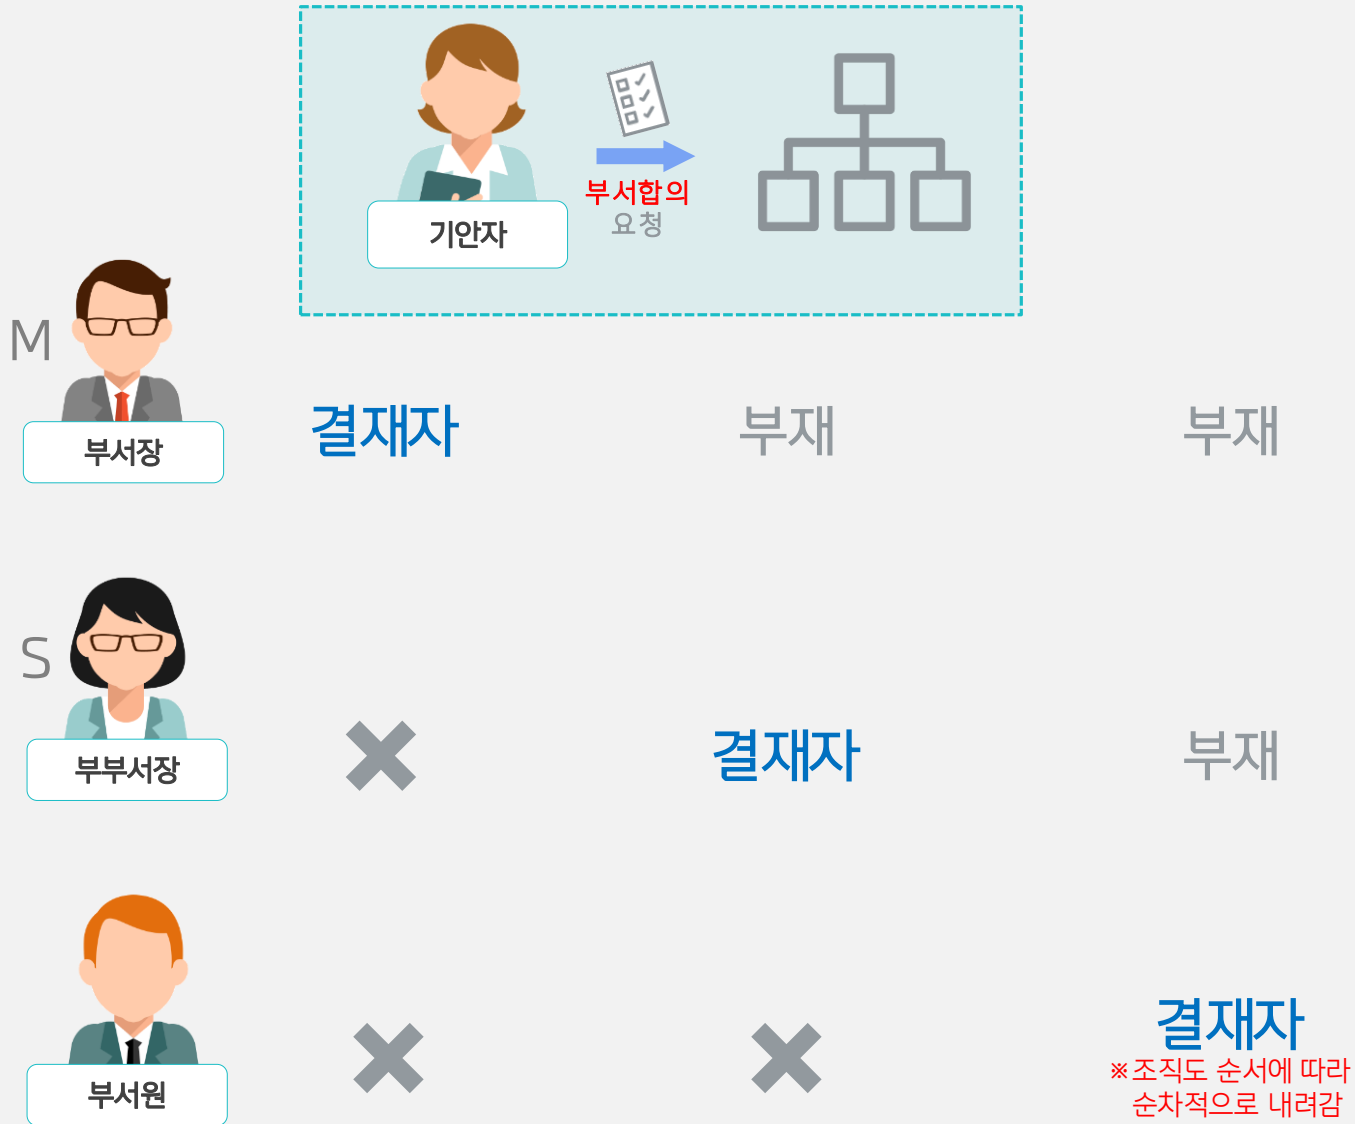 부서합의
요청
기안자
M
부서장
결재자
부재
부재
S
부부서장
결재자
부재
부서원
결재자
※조직도 순서에 따라
순차적으로 내려감